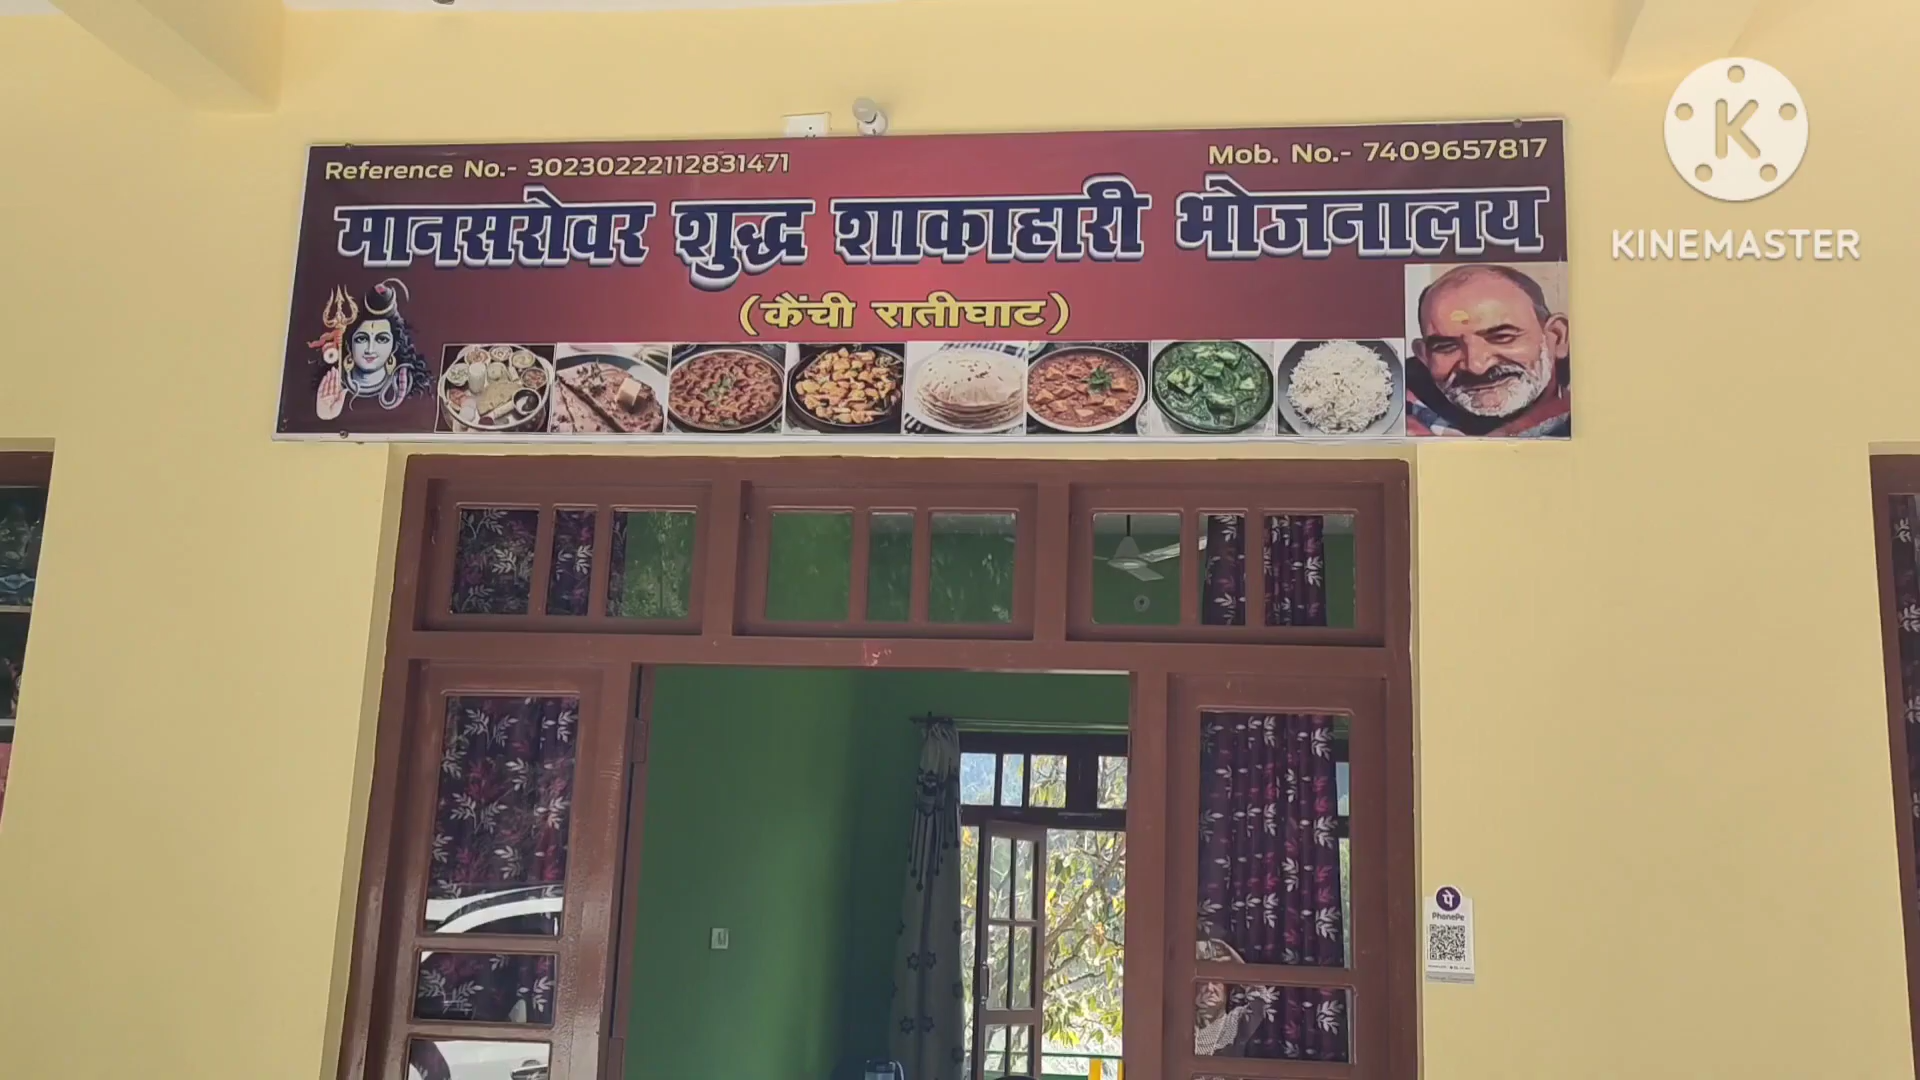 Reference No.- 30230222112831471
Mob. No.- 7409657817
मानसरोवर शुद्ध शाकाहारी भोजनालय
(कैंची रातीघाट)
K
KINEMASTER
पे
PhonePe